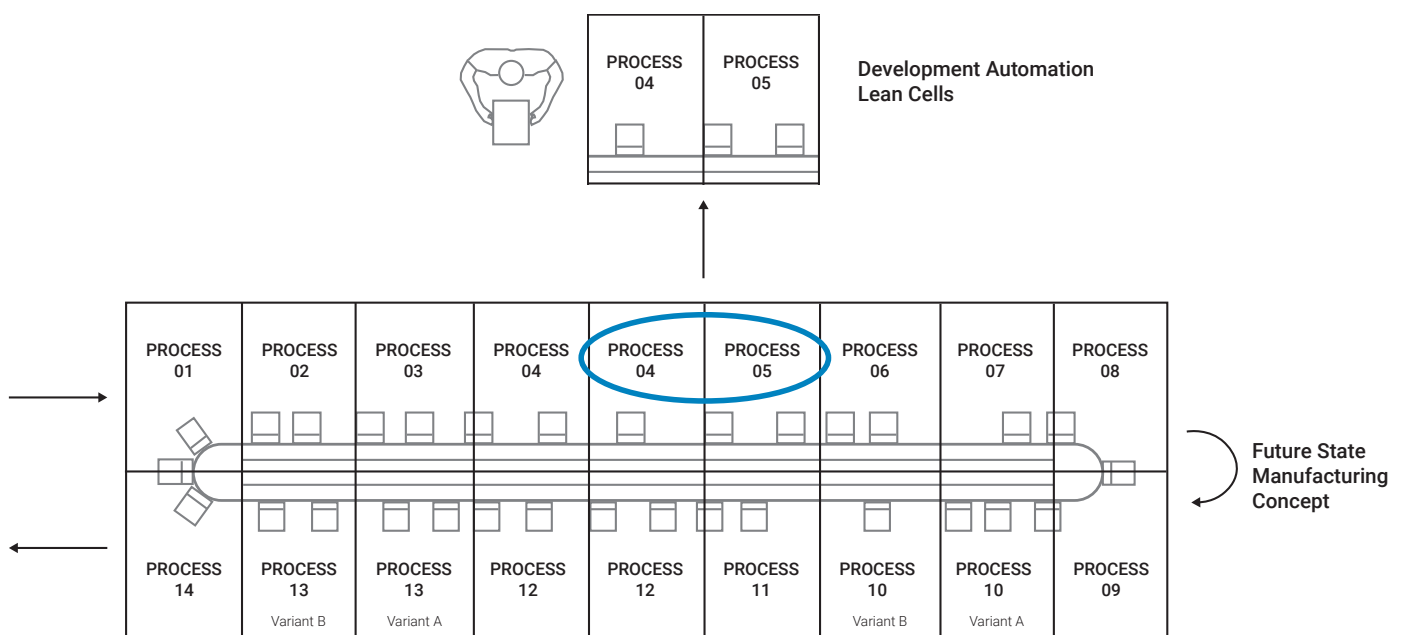 PROCESS
04
PROCESS
05
Development Automation
Lean Cells
PROCESS
01
PROCESS
02
PROCESS
03
PROCESS
04
PROCESS
04
PROCESS
05
PROCESS
06
PROCESS
07
PROCESS
08
Future State
Manufacturing
Concept
PROCESS
14
PROCESS
13
Variant B
PROCESS
13
Variant A
PROCESS
12
PROCESS
12
PROCESS
11
PROCESS
10
Variant B
PROCESS
10
Variant A
PROCESS
09